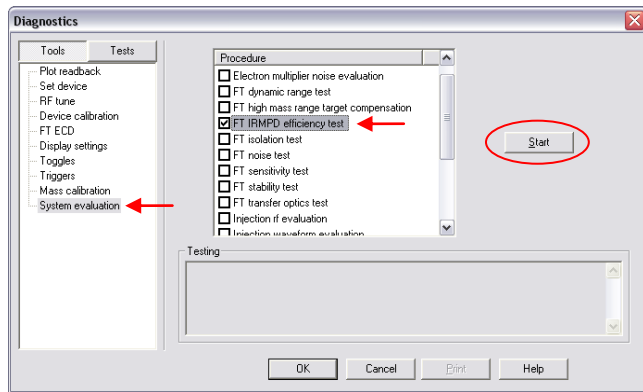 Diagnostics
Tools
Tests
Plot readback
Set device
RF tune
Device calibration
FT ECD
Display settings
Toggles
Triggers
Mass calibration
System evaluation
Procedure
Electron multiplier noise evaluation
FT dynamic range test
FT high mass range target compensation
FT IRMPD efficiency test
FT isolation test
FT noise test
FT sensitivity test
FT stability test
FT transfer optics test
Injection rf evaluation
Injection waveform evaluation
Start
Testing
OK
Cancel
Print
Help